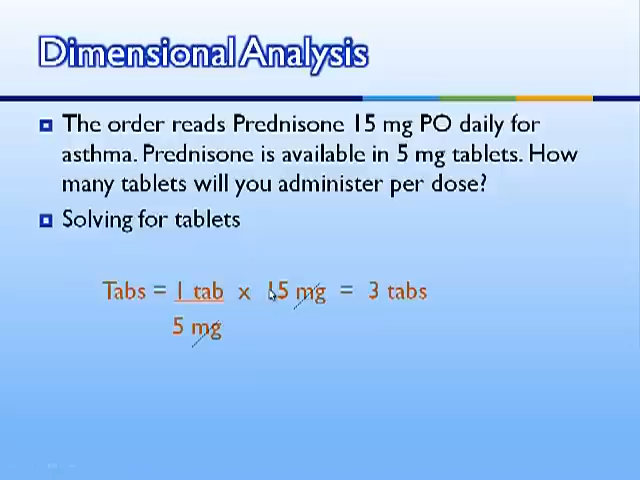 Dimensional Analysis
The order reads Prednisone 15 mg PO daily for
asthma. Prednisone is available in 5 mg tablets. How
many tablets will you administer per dose?
Solving for tablets
Tabs = 1 tab x 15 mg = 3 tabs
5 mg